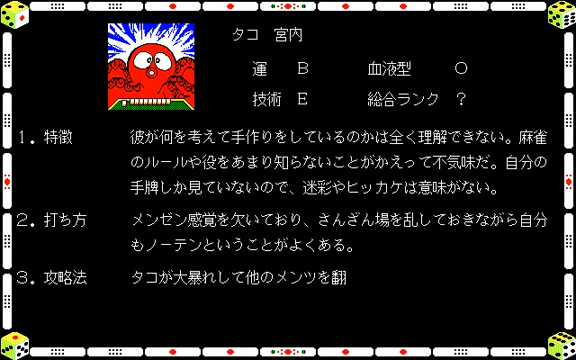 タコ 宮内
運 B 血液型 O
技術 E 総合ランク ?
1. 特徴 彼が何を考えて手作りをしているのかは全く理解できない。麻雀
のルールや役をあまり知らないことがかえって不気味だ。自分の
手牌しか見ていないので、迷彩やヒッカケは意味がない。
2. 打ち方 メンゼン感覚を欠いており、さんざん場を乱しておきながら自分
もノーテンということがよくある。
3. 攻略法 タコが大暴れして他のメンツを翻